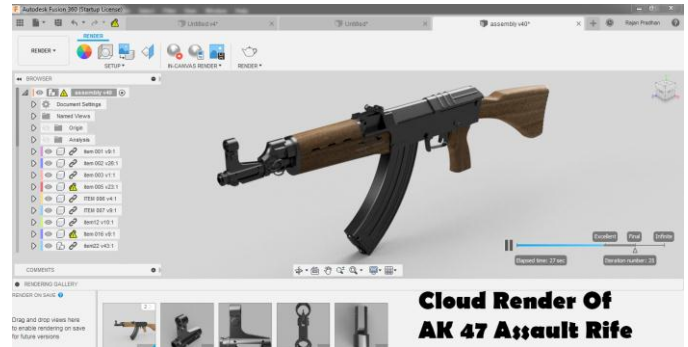 Autodesk Fusion 360 (Startup License)
Untitled v4*
Untitled*
assembly v40*
Rajan Pradhan
RENDER
RENDER
SETUP
IN-CANVAS RENDER
RENDER
BROWSER
assembly v40
Document Settings
Named Views
Origin
Analysis
item 001 v9:1
item 002 v20:1
item 003 v1:1
item 005 v23:1
ITEM 006 v4:1
ITEM 007 v9:1
item12 v10:1
item 016 v9:1
item22 v43:1
Excellent
Final
Infinite
Elapsed time: 27 sec
Iteration number: 20
COMMENTS
RENDERING GALLERY
RENDER ON SAVE
Drag and drop views here
to enable rendering on save
for future versions
Cloud Render Of
AK 47 Assault Rife